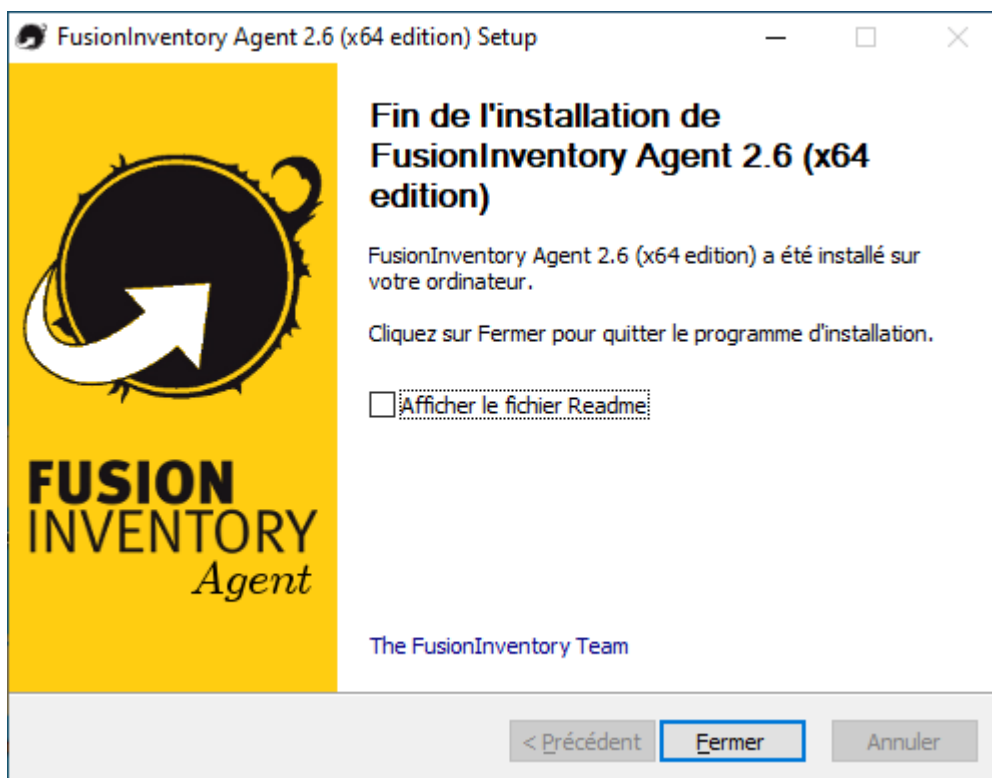 FusionInventory Agent 2.6 (x64 edition) Setup
Fin de l'installation de
FusionInventory Agent 2.6 (x64
edition)
FusionInventory Agent 2.6 (x64 edition) a été installé sur
votre ordinateur.
Cliquez sur Fermer pour quitter le programme d'installation.
Afficher le fichier Readme
FUSION
INVENTORY
Agent
The FusionInventory Team
< Précédent
Fermer
Annuler